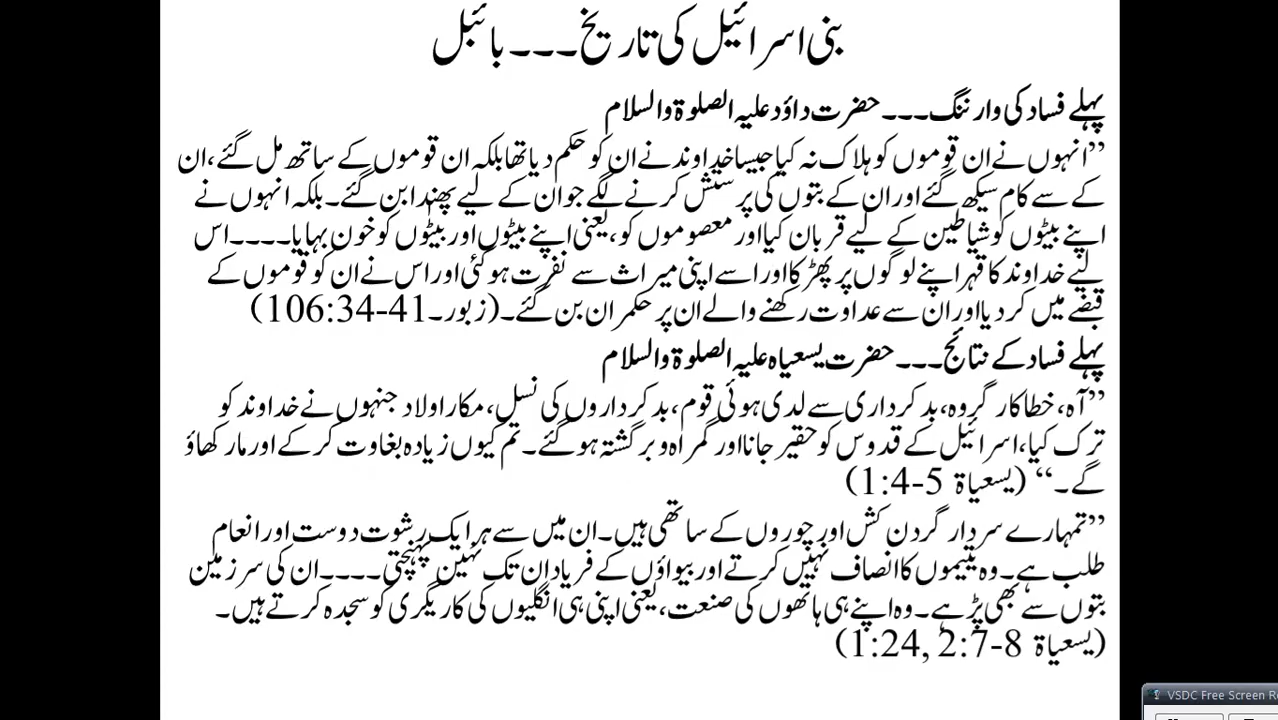 بنی اسرائیل کی تاریخ۔۔۔بائبل
پہلے فساد کی وارننگ۔۔۔حضرت داؤد علیہ الصلوۃ والسلام
’’انہوں نے ان قوموں کو ہلاک نہ کیا جیسا خداوند نے ان کو حکم دیا تھا بلکہ ان قوموں کے ساتھ مل گئے، ان
کے سے کام سیکھ گئے اور ان کے بتوں کی پرستش کرنے لگے جو ان کے لیے پھندا بن گئے۔ بلکہ انہوں نے
اپنے بیٹوں کو شیاطین کے لیے قربان کیا اور معصوموں کو، یعنی اپنے بیٹوں اور بیٹوں کو خون بہایا۔۔۔۔اس
لیے خداوند کا قہر اپنے لوگوں پر پھڑکا اور اسے اپنی میراث سے نفرت ہو گئی اور اس نے ان کو قوموں کے
قبضے میں کر دیا اور ان سے عداوت رکھنے والے ان پر حکمران بن گئے۔ (زبور۔41-106:34)
پہلے فساد کے نتائج۔۔۔حضرت یسعیاہ علیہ الصلوۃ والسلام
’’آہ، خطاکار گروہ، بدکرداری سے لدی ہوئی قوم، بدکرداروں کی نسل، مکار اولاد جنہوں نے خداوند کو
ترک کیا، اسرائیل کے قدوس کو حقیر جانا اور گمراہ و برگشتہ ہو گئے۔ تم کیوں زیادہ بغاوت کر کے اور مار کھاؤ
گے۔‘‘ (یسعیاۃ 1:4-5)
’’تمہارے سردار گردن کش اور چوروں کے ساتھی ہیں۔ ان میں سے ہر ایک رشوت دوست اور انعام
طلب ہے۔ وہ یتیموں کا انصاف نہیں کرتے اور بیواؤں کے فریاد ان تک نہیں پہنچتی۔۔۔۔ان کی سرزمین
بتوں سے بھی پڑ ہے۔ وہ اپنے ہی ہاتھوں کی صنعت، یعنی اپنی ہی انگلیوں کی کاریگری کو سجدہ کرتے ہیں۔
(یسعیاۃ 1:24, 2:7-8)
VSDC Free Screen Re